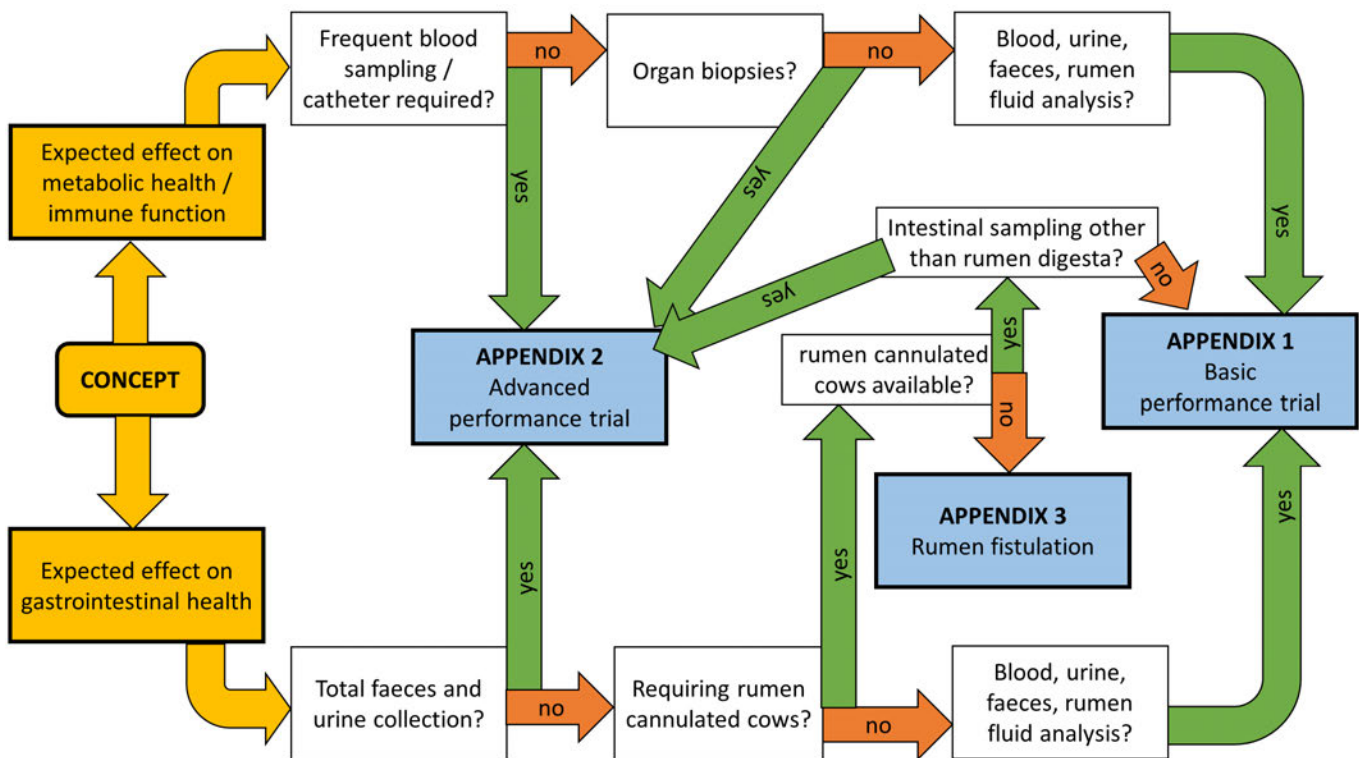 Frequent blood
sampling /
catheter required?
no
Organ biopsies?
no
Blood, urine,
faeces, rumen
fluid analysis?
Expected effect on
metabolic health /
immune function
yes
yes
yes
Intestinal sampling other
than rumen digesta?
yes
no
CONCEPT
APPENDIX 2
Advanced
performance trial
rumen cannulated
cows available?
yes
no
APPENDIX 1
Basic
performance trial
APPENDIX 3
Rumen fistulation
Expected effect on
gastrointestinal health
yes
yes
yes
Total faeces and
urine collection?
no
Requiring rumen
cannulated cows?
no
Blood, urine,
faeces, rumen
fluid analysis?